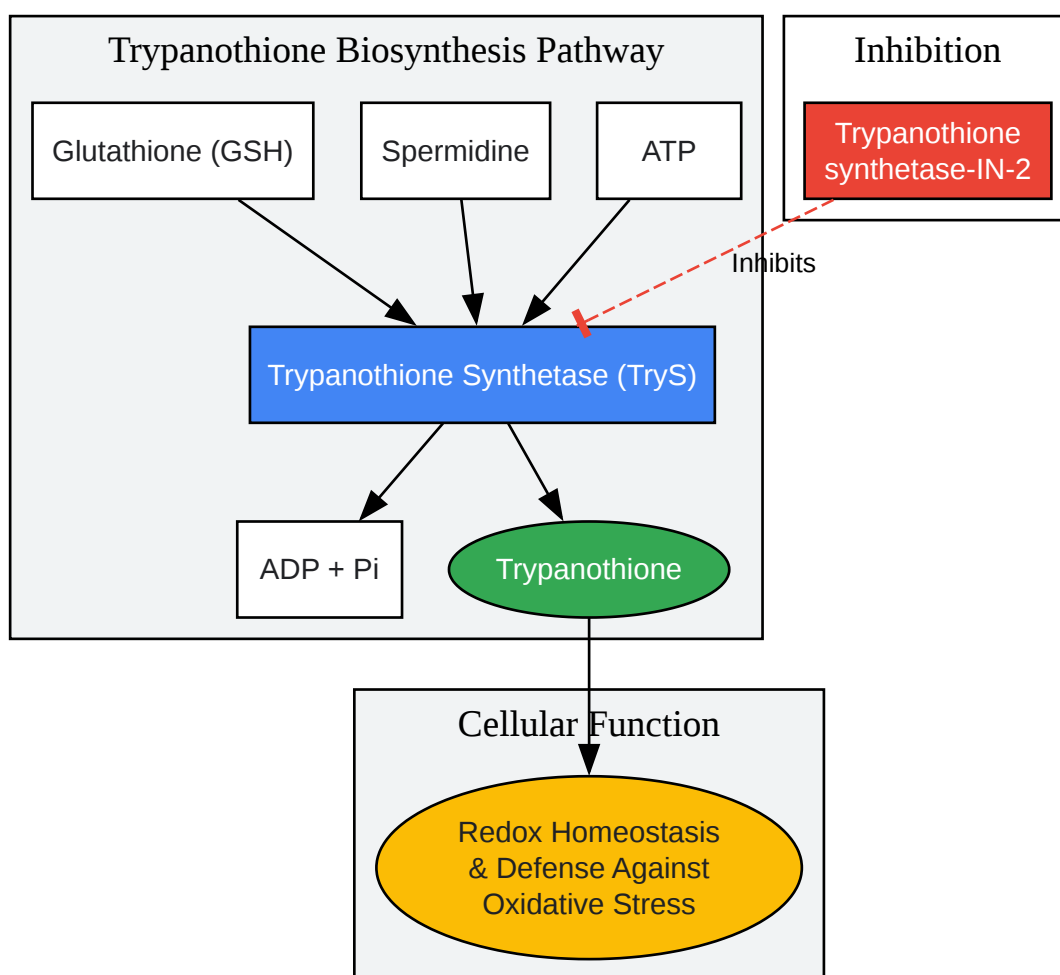 Trypanothione Biosynthesis Pathway
Inhibition
Glutathione (GSH)
Spermidine
ATP
Trypanothione
synthetase-IN-2
Inhibits
Trypanothione Synthetase (TryS)
ADP + Pi
Trypanothione
Cellular Function
Redox Homeostasis
& Defense Against
Oxidative Stress